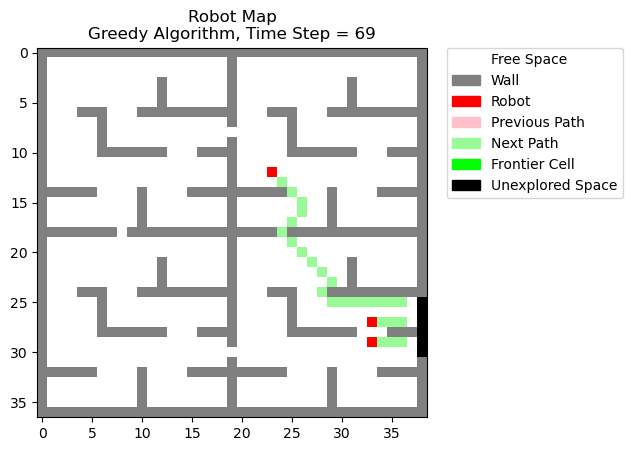 Robot Map
Greedy Algorithm, Time Step = 69
Free Space
Wall
Robot
Previous Path
Next Path
Frontier Cell
Unexplored Space
0
5
10
15
20
25
30
35
0 5 10 15 20 25 30 35